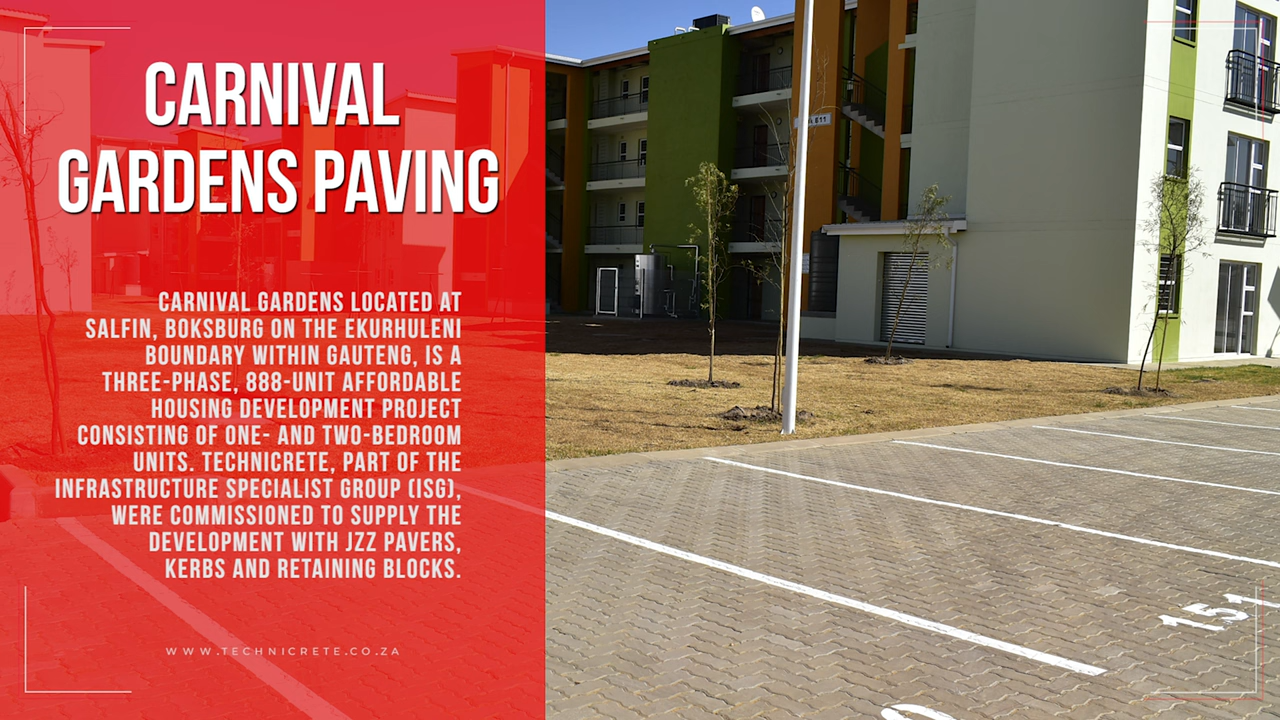 CARNIVAL
GARDENS PAVING
CARNIVAL GARDENS LOCATED AT
SALFIN, BOKSBURG ON THE EKURHULENI
BOUNDARY WITHIN GAUTENG, IS A
THREE-PHASE, 888-UNIT AFFORDABLE
HOUSING DEVELOPMENT PROJECT
CONSISTING OF ONE- AND TWO-BEDROOM
UNITS. TECHNICRETE, PART OF THE
INFRASTRUCTURE SPECIALIST GROUP (ISG),
WERE COMMISSIONED TO SUPPLY THE
DEVELOPMENT WITH JZZ PAVERS,
KERBS AND RETAINING BLOCKS.
WWW.TECHNICRETE.CO.ZA
E11
151